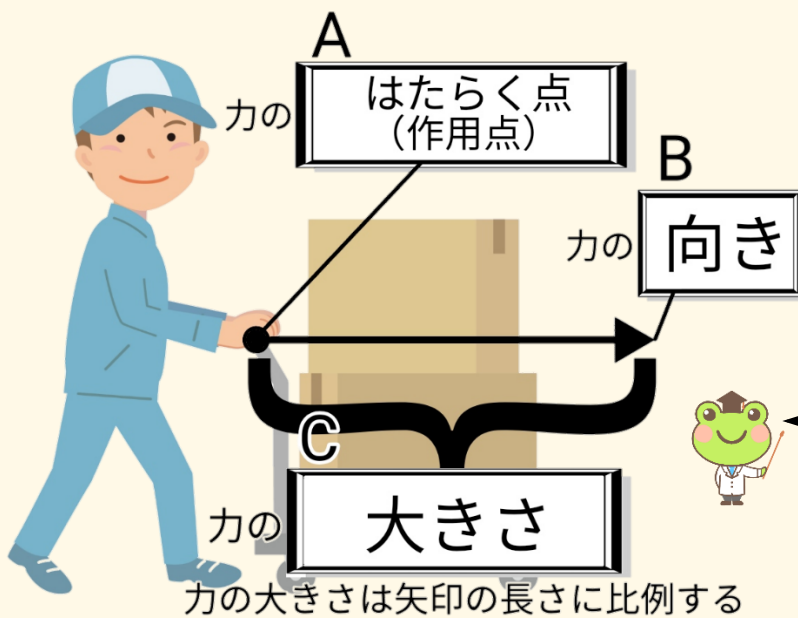 A
力の はたらく点
（作用点）
B
力の 向き
C
力の 大きさ
力の大きさは矢印の長さに比例する